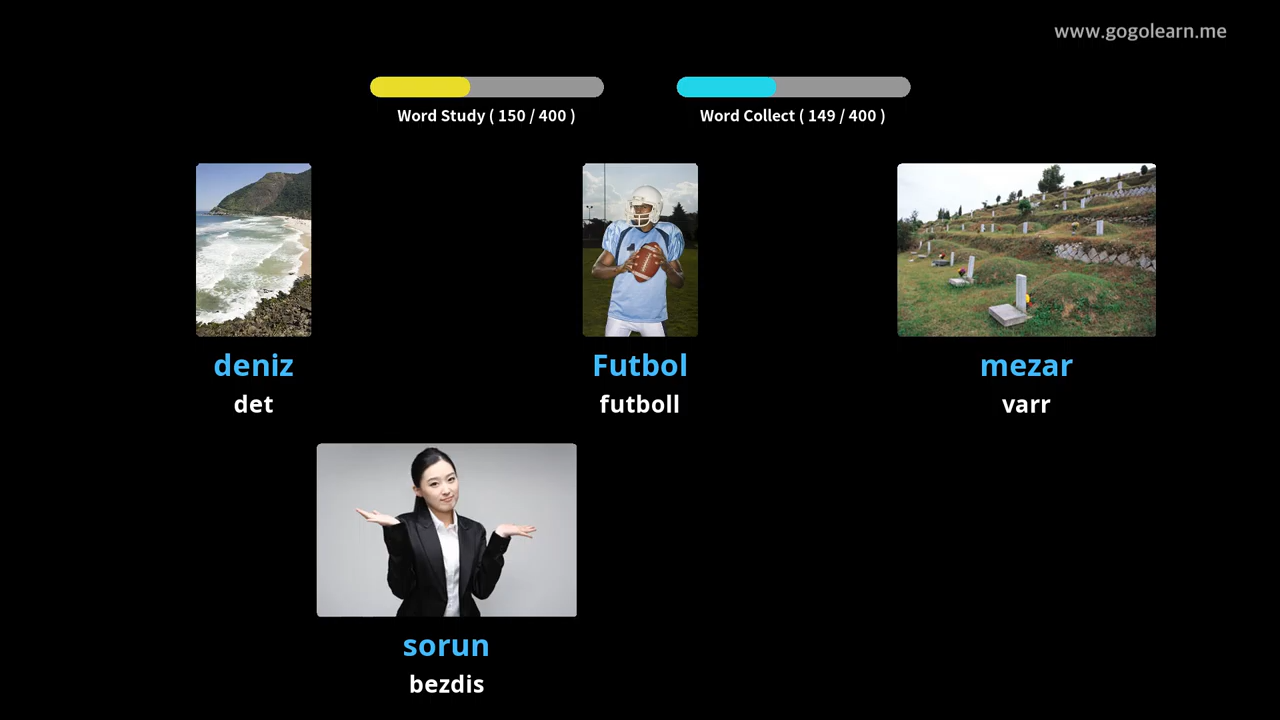 www.gogolearn.me
Word Study ( 150 / 400 )
Word Collect ( 149 / 400 )
deniz
det
Futbol
futboll
mezar
varr
sorun
bezdis